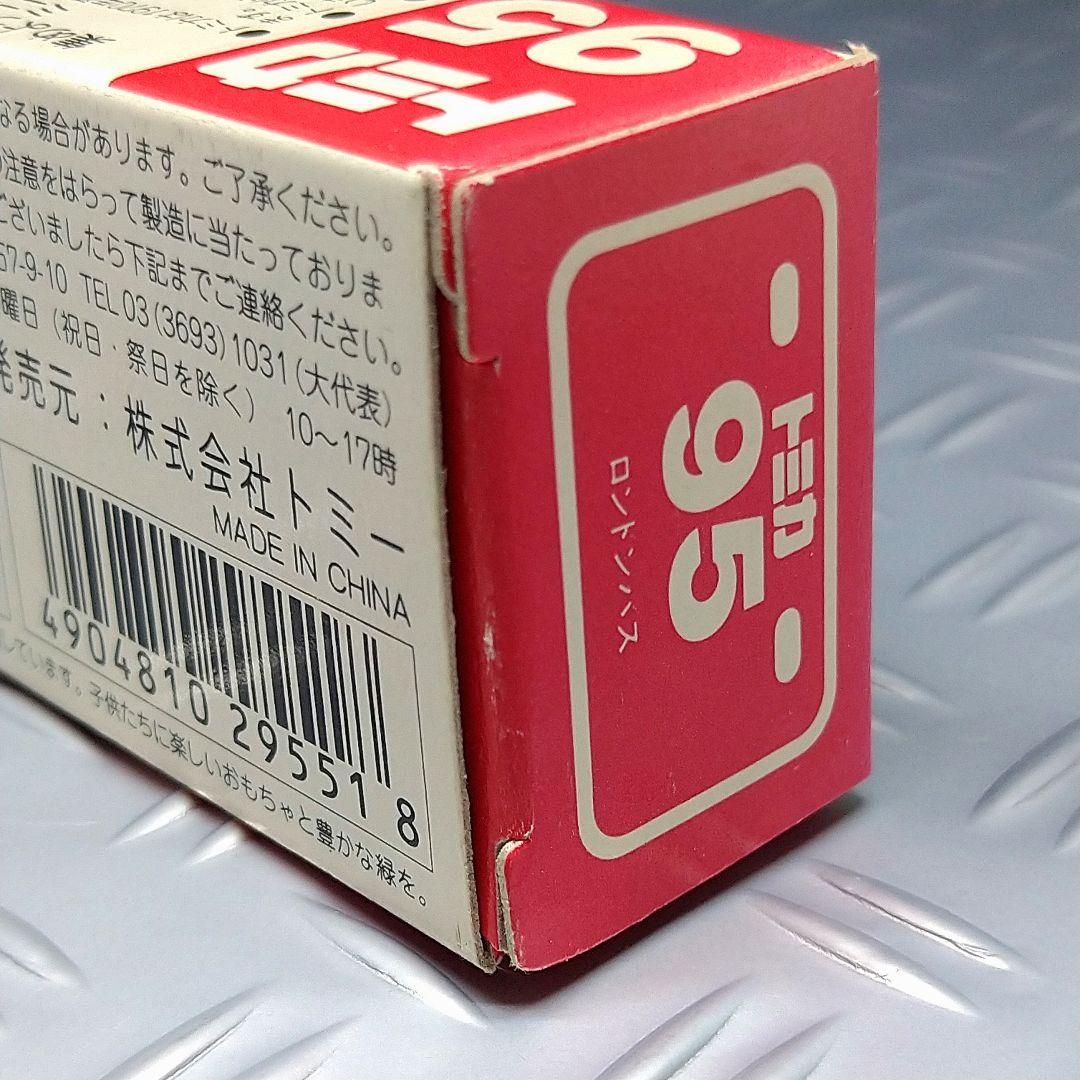 トミカ
95
なる場合があります。ご了承ください。
注意をはらって製造に当たっておりま
ございましたら下記までご連絡ください。
57-9-10 TEL 03 (3693) 1031 (大代表)
曜日 (祝日・祭日を除く) 10〜17時
発売元：株式会社トミー
MADE IN CHINA
4904810 295518
しています。子供たちに楽しいおもちゃと豊かな緑を。
トミカ
95
ロンドンバス